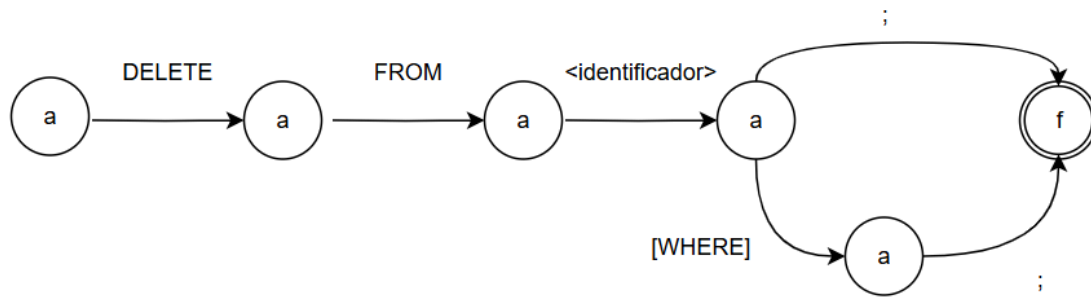 ;
DELETE
FROM
<identificador>
a
a
a
a
f
[WHERE]
a
;